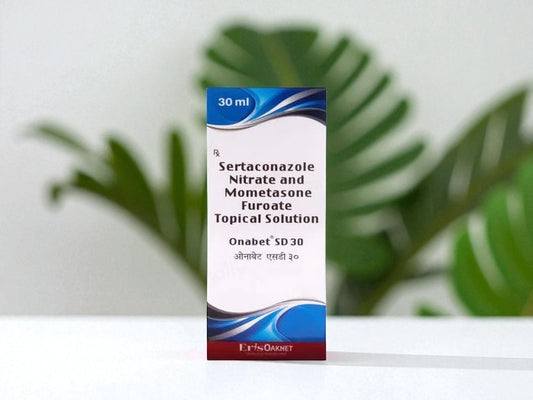 30 ml
Rx
Sertaconazole
Nitrate and
Mometasone
Furoate
Topical Solution
Onabet® SD 30
ओनाबेट एसडी ३०
ErisOAKNET